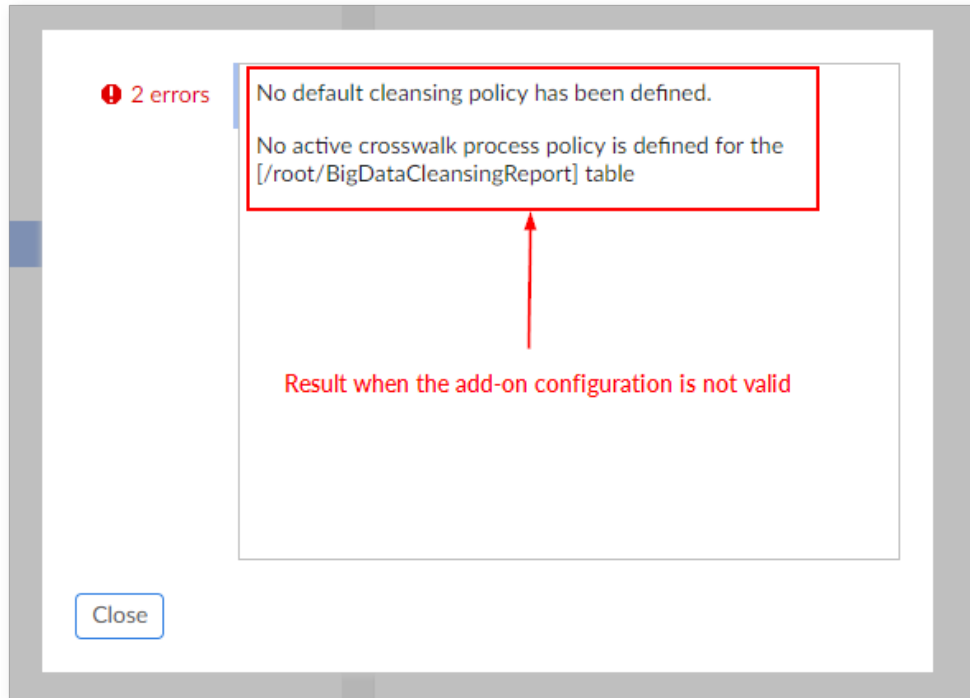 2 errors
No default cleansing policy has been defined.
No active crosswalk process policy is defined for the
[/root/BigDataCleansingReport] table
Result when the add-on configuration is not valid
Close